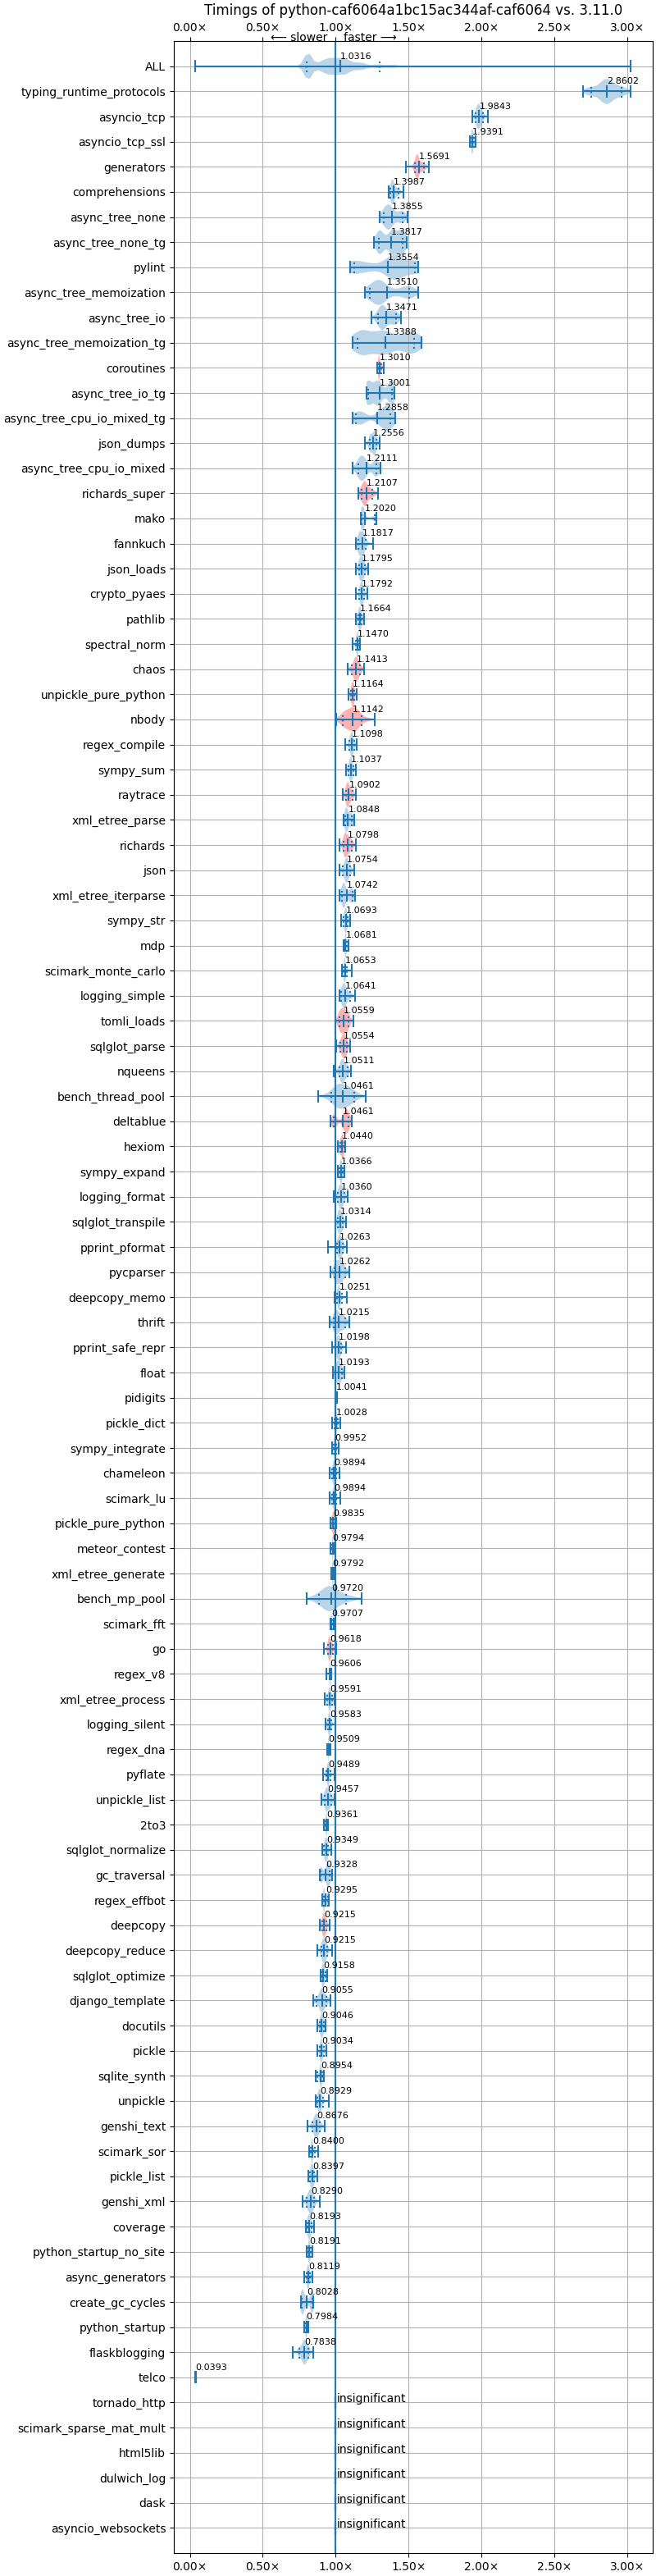 Timings of python-caf6064a1bc15ac344af-caf6064 vs. 3.11.0
0.00× 0.50× 1.00× 1.50× 2.00× 2.50× 3.00×
⟵ slower faster ⟶
ALL 1.0316
typing_runtime_protocols 2.8602
asyncio_tcp 1.9843
asyncio_tcp_ssl 1.9391
generators 1.5691
comprehensions 1.3987
async_tree_none 1.3855
async_tree_none_tg 1.3817
pylint 1.3554
async_tree_memoization 1.3510
async_tree_io 1.3471
async_tree_memoization_tg 1.3388
coroutines 1.3010
async_tree_io_tg 1.3001
async_tree_cpu_io_mixed_tg 1.2858
json_dumps 1.2556
async_tree_cpu_io_mixed 1.2111
richards_super 1.2107
mako 1.2020
fannkuch 1.1817
json_loads 1.1795
crypto_pyaes 1.1792
pathlib 1.1664
spectral_norm 1.1470
chaos 1.1413
unpickle_pure_python 1.1164
nbody 1.1142
regex_compile 1.1098
sympy_sum 1.1037
raytrace 1.0902
xml_etree_parse 1.0848
richards 1.0798
json 1.0754
xml_etree_iterparse 1.0742
sympy_str 1.0693
mdp 1.0681
scimark_monte_carlo 1.0653
logging_simple 1.0641
tomli_loads 1.0559
sqlglot_parse 1.0554
nqueens 1.0511
bench_thread_pool 1.0461
deltablue 1.0461
hexiom 1.0440
sympy_expand 1.0366
logging_format 1.0360
sqlglot_transpile 1.0314
pprint_pformat 1.0263
pycparser 1.0262
deepcopy_memo 1.0251
thrift 1.0215
pprint_safe_repr 1.0198
float 1.0193
pidigits 1.0041
pickle_dict 1.0028
sympy_integrate 0.9952
chameleon 0.9894
scimark_lu 0.9894
pickle_pure_python 0.9835
meteor_contest 0.9794
xml_etree_generate 0.9792
bench_mp_pool 0.9720
scimark_fft 0.9707
go 0.9618
regex_v8 0.9606
xml_etree_process 0.9591
logging_silent 0.9583
regex_dna 0.9509
pyflate 0.9489
unpickle_list 0.9457
2to3 0.9361
sqlglot_normalize 0.9349
gc_traversal 0.9328
regex_effbot 0.9295
deepcopy 0.9215
deepcopy_reduce 0.9215
sqlglot_optimize 0.9158
django_template 0.9055
docutils 0.9046
pickle 0.9034
sqlite_synth 0.8954
unpickle 0.8929
genshi_text 0.8676
scimark_sor 0.8400
pickle_list 0.8397
genshi_xml 0.8290
coverage 0.8193
python_startup_no_site 0.8191
async_generators 0.8119
create_gc_cycles 0.8028
python_startup 0.7984
flaskblogging 0.7838
telco 0.0393
tornado_http insignificant
scimark_sparse_mat_mult insignificant
html5lib insignificant
dulwich_log insignificant
dask insignificant
asyncio_websockets insignificant
0.00× 0.50× 1.00× 1.50× 2.00× 2.50× 3.00×